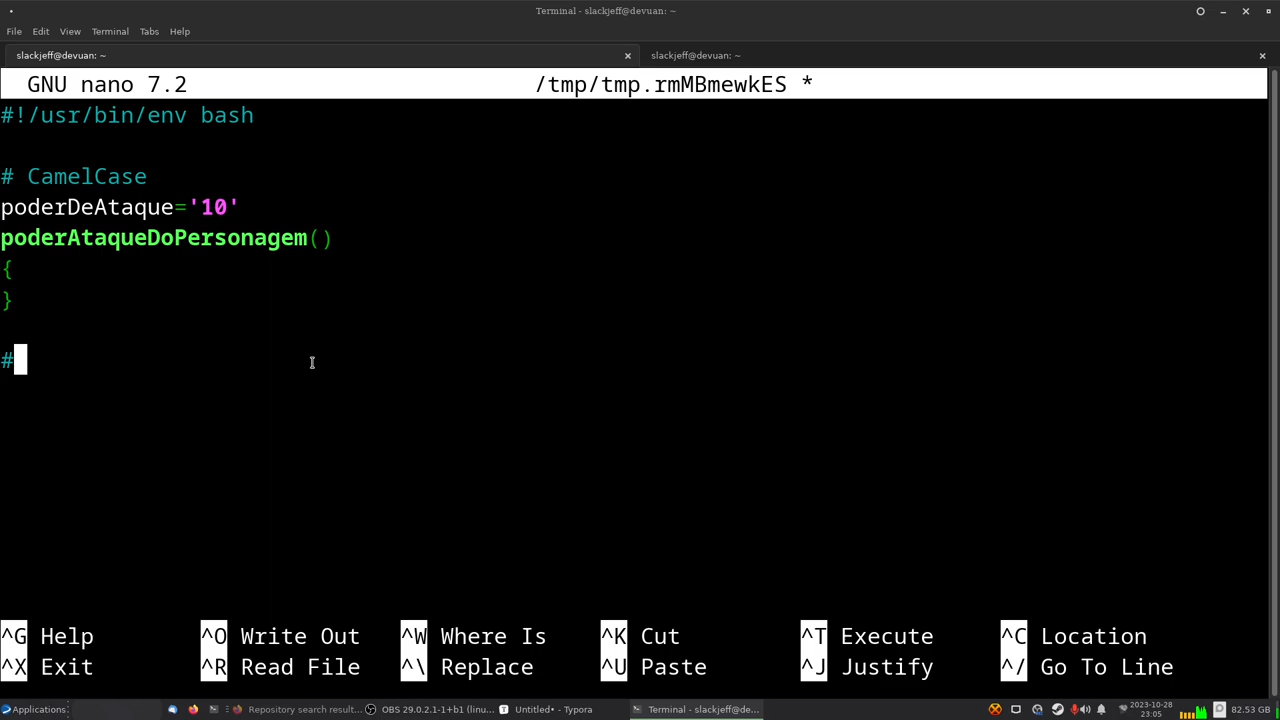 Terminal - slackjeff@devuan: ~
File Edit View Terminal Tabs Help
slackjeff@devuan: ~
slackjeff@devuan: ~
GNU nano 7.2 /tmp/tmp.rmMBmewkES *
#!/usr/bin/env bash
# CamelCase
poderDeAtaque='10'
poderAtaqueDoPersonagem()
{
}
#
^G Help ^O Write Out ^W Where Is ^K Cut ^T Execute ^C Location
^X Exit ^R Read File ^\ Replace ^U Paste ^J Justify ^/ Go To Line
Applications Repository search result... OBS 29.0.2.1-1+b1 (linu... Untitled• - Typora Terminal - slackjeff@de... 2023-10-28 82.53 GB
23:05